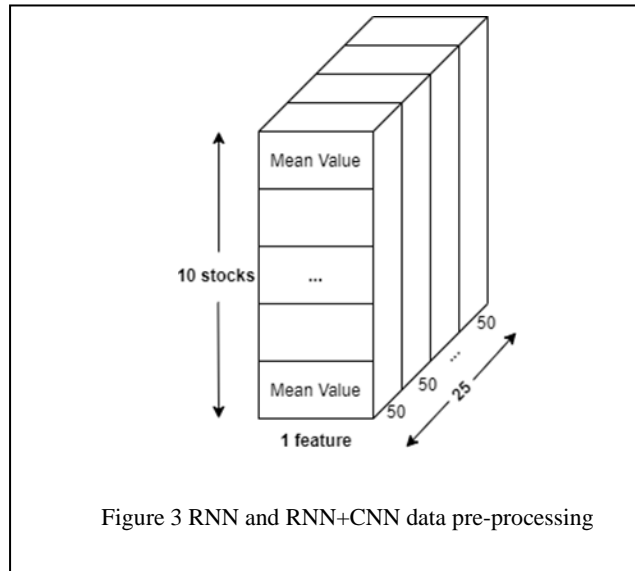 Mean Value
10 stocks
...
Mean Value
50
50
...
50
25
1 feature
Figure 3 RNN and RNN+CNN data pre-processing